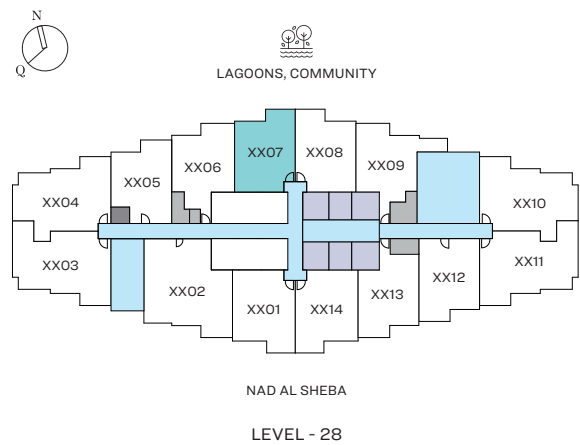 N
Q
LAGOONS, COMMUNITY
XX07
XX08
XX06
XX09
XX05
XX04
XX10
XX03
XX11
XX02
XX12
XX13
XX01
XX14
NAD AL SHEBA
LEVEL - 28